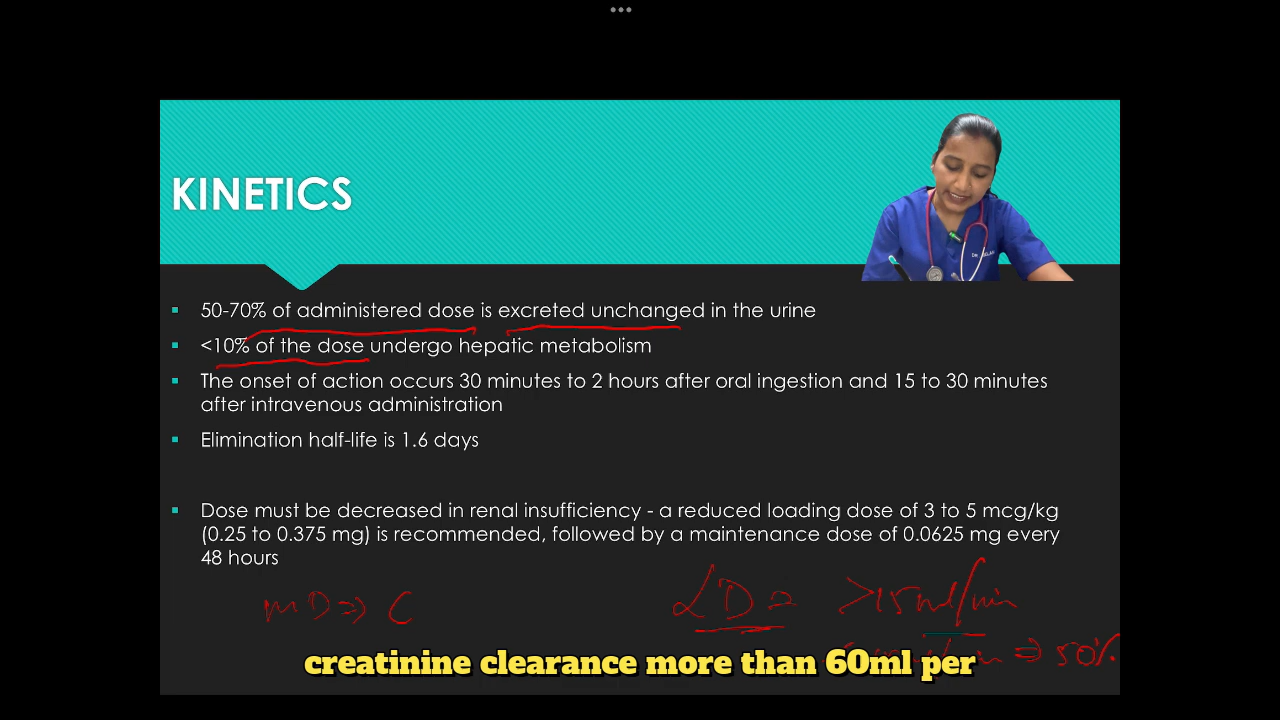 KINETICS
50-70% of administered dose is excreted unchanged in the urine
<10% of the dose undergo hepatic metabolism
The onset of action occurs 30 minutes to 2 hours after oral ingestion and 15 to 30 minutes
after intravenous administration
Elimination half-life is 1.6 days
Dose must be decreased in renal insufficiency - a reduced loading dose of 3 to 5 mcg/kg
(0.25 to 0.375 mg) is recommended, followed by a maintenance dose of 0.0625 mg every
48 hours
MD => C
LD = >15ml/min
=> 50%
creatinine clearance more than 60ml per